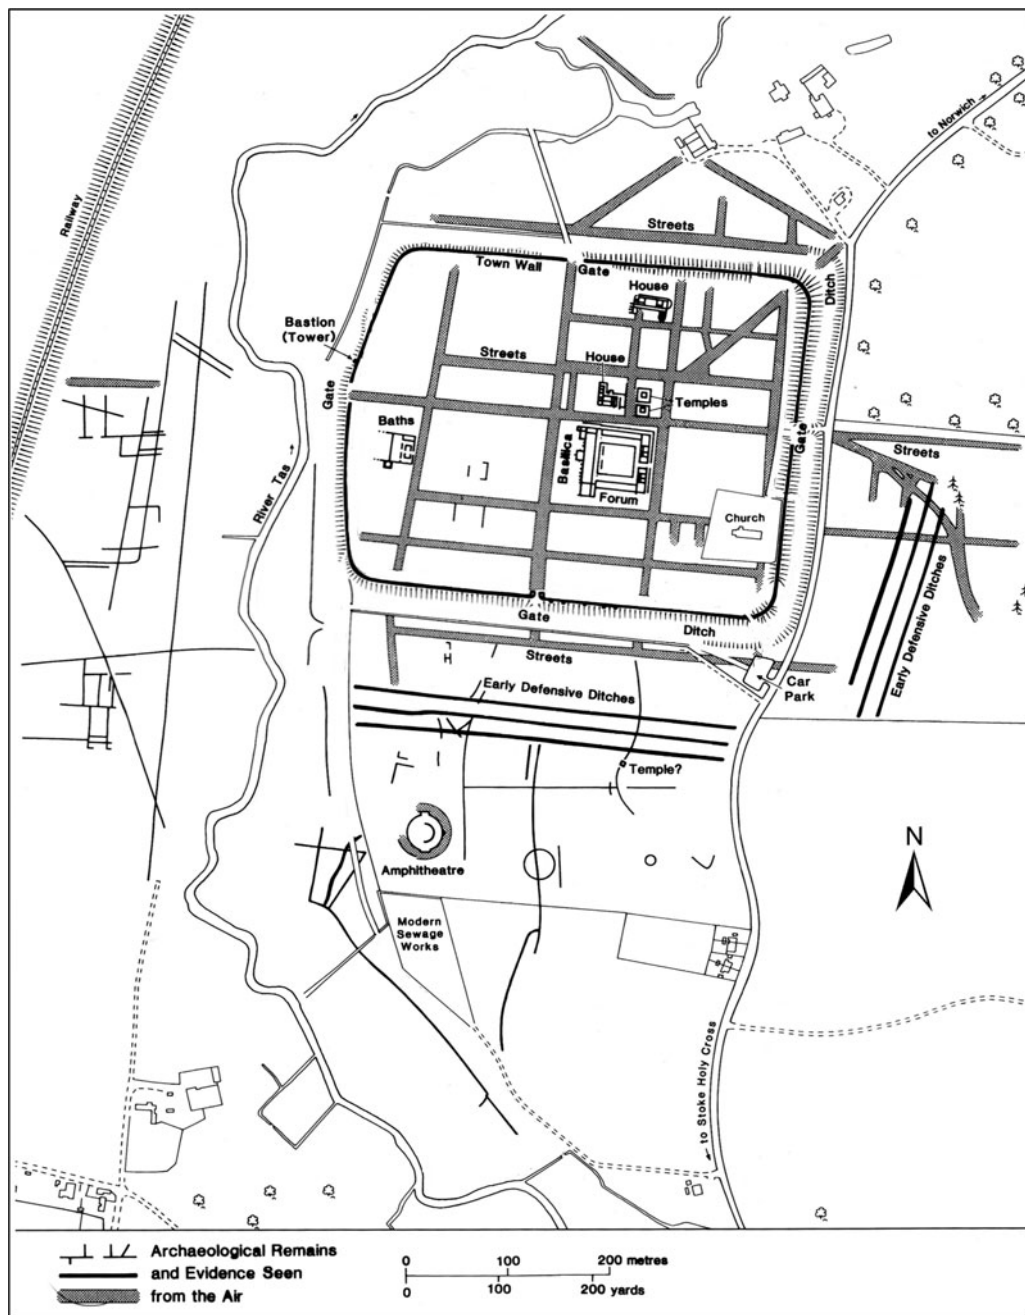 to Norwich
Railway
Streets
Town Wall
Gate
House
Ditch
Bastion
(Tower)
Streets
House
Temples
Gate
Baths
Basilica
Gate
Streets
Forum
Church
River Tas
Early Defensive Ditches
Gate
Ditch
Streets
Car
Park
Early Defensive Ditches
Temple?
N
Amphitheatre
Modern
Sewage
Works
to Stoke Holy Cross
Archaeological Remains
and Evidence Seen
from the Air
0 100 200 metres
0 100 200 yards